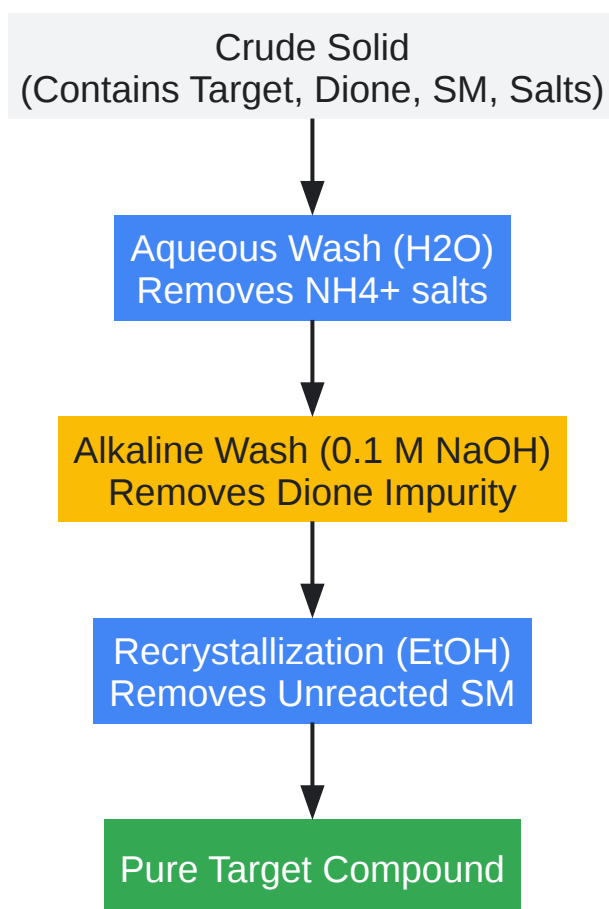 Crude Solid
(Contains Target, Dione, SM, Salts)
Aqueous Wash (H2O)
Removes NH4+ salts
Alkaline Wash (0.1 M NaOH)
Removes Dione Impurity
Recrystallization (EtOH)
Removes Unreacted SM
Pure Target Compound